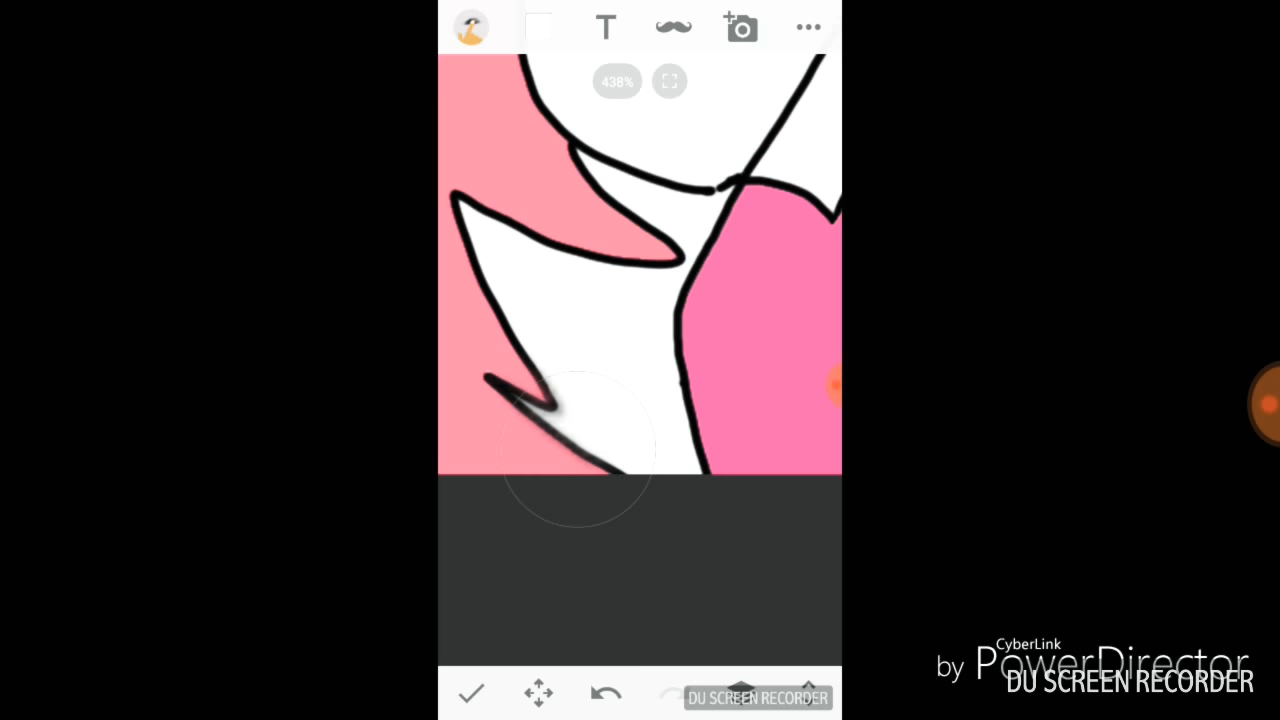 T
438%
CyberLink
by PowerDirector
DU SCREEN RECORDER
DU SCREEN RECORDER